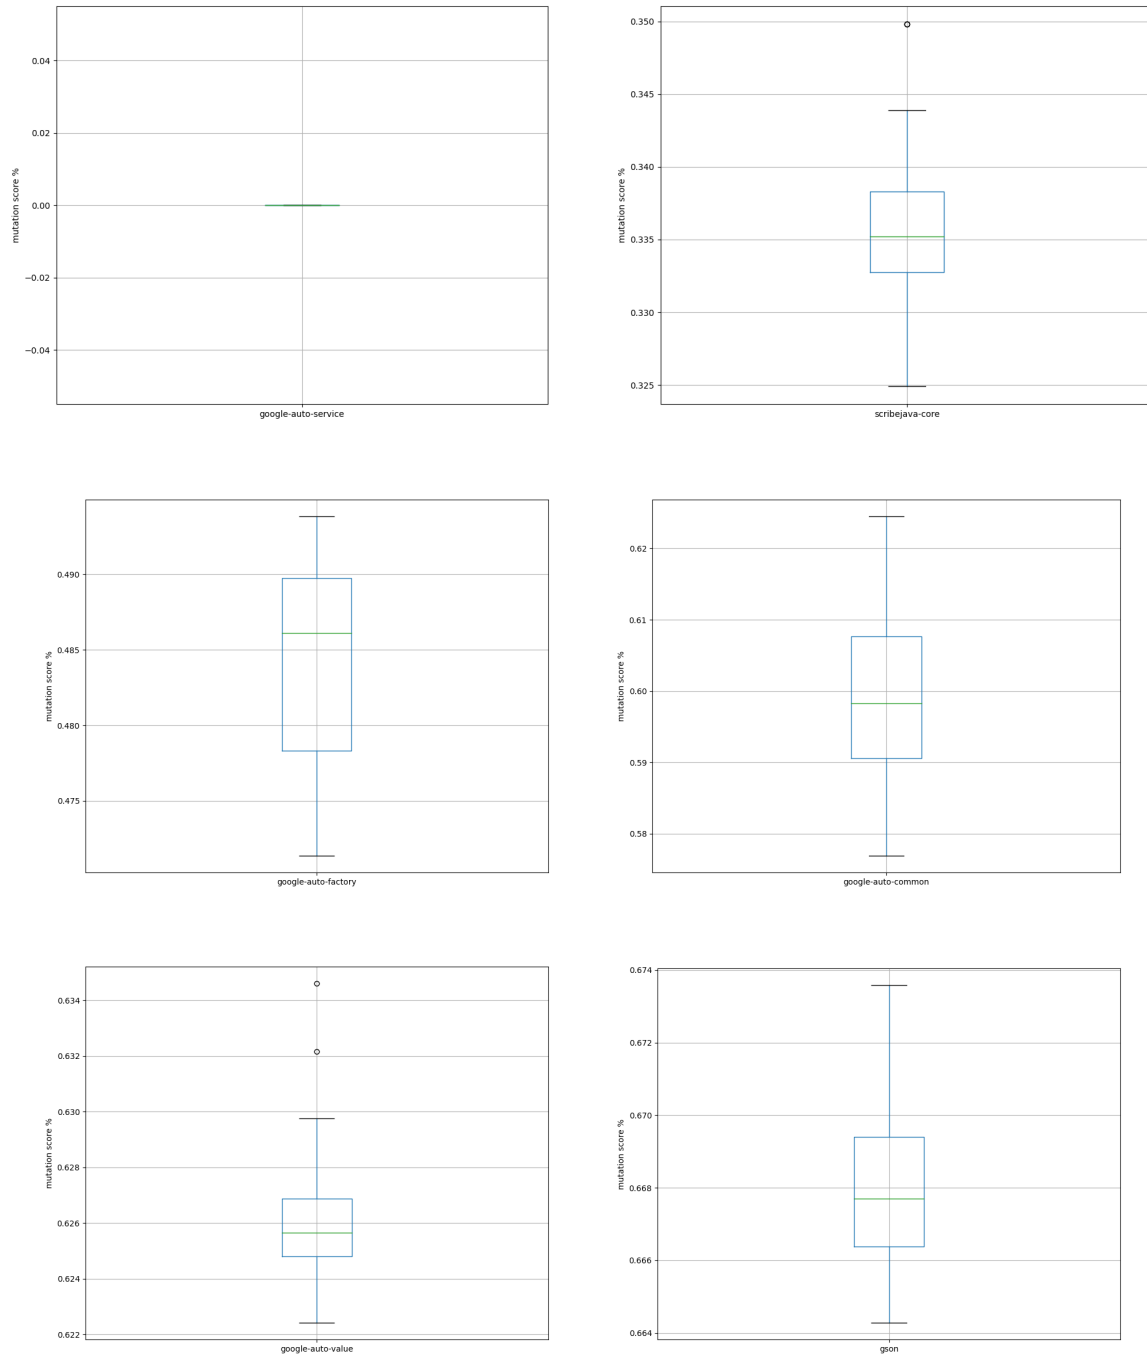 mutation score %
0.04
0.02
0.00
−0.02
−0.04
google-auto-service
mutation score %
0.350
0.345
0.340
0.335
0.330
0.325
scribejava-core
mutation score %
0.490
0.485
0.480
0.475
google-auto-factory
mutation score %
0.62
0.61
0.60
0.59
0.58
google-auto-common
mutation score %
0.634
0.632
0.630
0.628
0.626
0.624
0.622
google-auto-value
mutation score %
0.674
0.672
0.670
0.668
0.666
0.664
gson